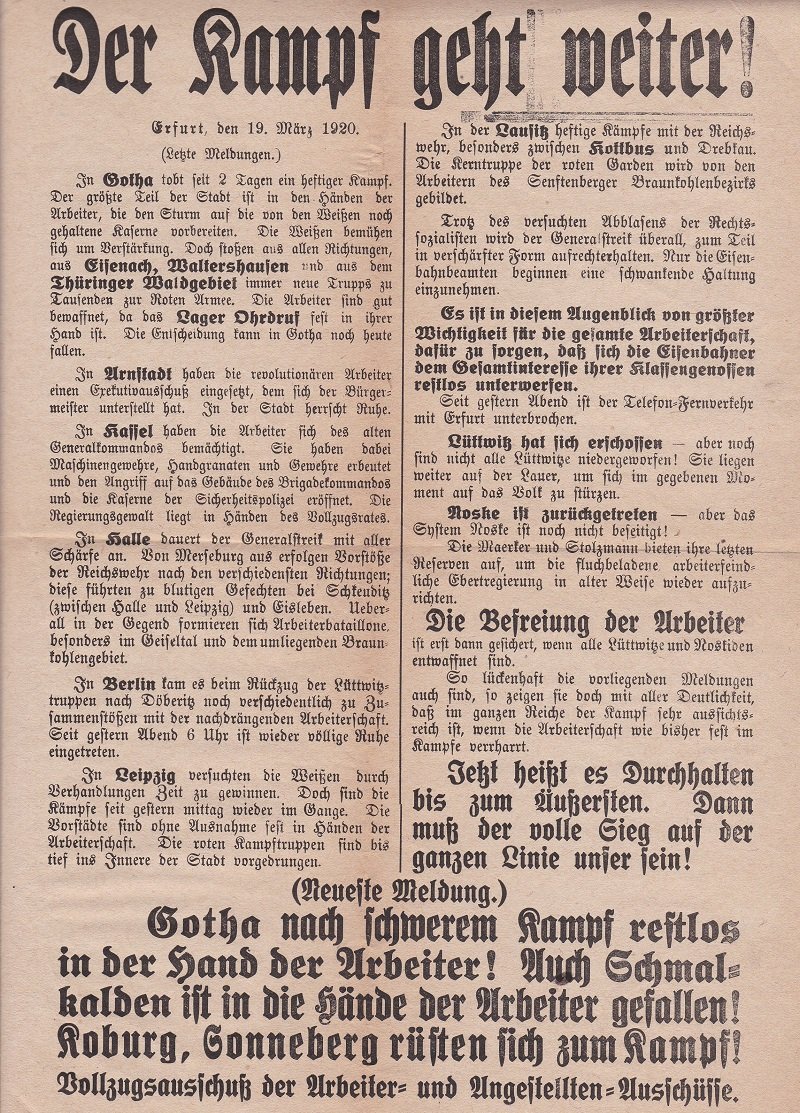 Der Kampf geht weiter!
Erfurt, den 19. März 1920.
(Letzte Meldungen.)
In Gotha tobt seit 2 Tagen ein heftiger Kampf.
Der größte Teil der Stadt ist in den Händen der
Arbeiter, die den Sturm auf die von den Weißen noch
gehaltene Kaserne vorbereiten. Die Weißen bemühen
sich um Verstärkung. Doch stoßen aus allen Richtungen,
aus Eisenach, Waltershausen und aus dem
Thüringer Waldgebiet immer neue Trupps zu
Tausenden zur Roten Armee. Die Arbeiter sind gut
bewaffnet, da das Lager Ohrdruf fest in ihrer
Hand ist. Die Entscheidung kann in Gotha noch heute
fallen.
In Arnstadt haben die revolutionären Arbeiter
einen Exekutivausschuß eingesetzt, dem sich der Bürger-
meister unterstellt hat. In der Stadt herrscht Ruhe.
In Kassel haben die Arbeiter sich des alten
Generalkommandos bemächtigt. Sie haben dabei
Maschinengewehre, Handgranaten und Gewehre erbeutet
und den Angriff auf das Gebäude des Brigadekommandos
und die Kaserne der Sicherheitspolizei eröffnet. Die
Regierungsgewalt liegt in Händen des Vollzugsrates.
In Halle dauert der Generalstreik mit aller
Schärfe an. Von Merseburg aus erfolgen Vorstöße
der Reichswehr nach den verschiedensten Richtungen;
diese führten zu blutigen Gefechten bei Schkeuditz
(zwischen Halle und Leipzig) und Eisleben. Ueber-
all in der Gegend formieren sich Arbeiterbataillone,
besonders im Geiseltal und dem umliegenden Braun-
kohlengebiet.
In Berlin kam es beim Rückzug der Lüttwitz-
truppen nach Döberitz noch verschiedentlich zu Zu-
sammenstößen mit der nachdrängenden Arbeiterschaft.
Seit gestern Abend 6 Uhr ist wieder völlige Ruhe
eingetreten.
In Leipzig versuchten die Weißen durch
Verhandlungen Zeit zu gewinnen. Doch sind die
Kämpfe seit gestern mittag wieder im Gange. Die
Vorstädte sind ohne Ausnahme fest in Händen der
Arbeiterschaft. Die roten Kampftruppen sind bis
tief ins Innere der Stadt vorgedrungen.
In der Lausitz heftige Kämpfe mit der Reichs-
wehr, besonders zwischen Kottbus und Drebkau.
Die Kerntruppe der roten Garden wird von den
Arbeitern des Senftenberger Braunkohlenbezirks
gebildet.
Trotz des versuchten Abblasens der Rechts-
sozialisten wird der Generalstreik überall, zum Teil
in verschärfter Form aufrechterhalten. Nur die Eisen-
bahnbeamten beginnen eine schwankende Haltung
einzunehmen.
Es ist in diesem Augenblick von größter
Wichtigkeit für die gesamte Arbeiterschaft,
dafür zu sorgen, daß sich die Eisenbahner
dem Gesamtinteresse ihrer Klassengenossen
restlos unterwerfen.
Seit gestern Abend ist der Telefon-Fernverkehr
mit Erfurt unterbrochen.
Lüttwitz hat sich erschossen — aber noch
sind nicht alle Lüttwitze niedergeworfen! Sie liegen
weiter auf der Lauer, um sich im gegebenen Mo-
ment auf das Volk zu stürzen.
Noske ist zurückgetreten — aber das
System Noske ist noch nicht beseitigt!
Die Maerker und Stolzmann bieten ihre letzten
Reserven auf, um die fluchbeladene, arbeiterfeind-
liche Ebertregierung in alter Weise wieder aufzu-
richten.
Die Befreiung der Arbeiter
ist erst dann gesichert, wenn alle Lüttwitze und Noskiden
entwaffnet sind.
So lückenhaft die vorliegenden Meldungen
auch sind, so zeigen sie doch mit aller Deutlichkeit,
daß im ganzen Reiche der Kampf sehr aussichts-
reich ist, wenn die Arbeiterschaft wie bisher fest im
Kampfe verrharrt.
Jetzt heißt es Durchhalten
bis zum Äußersten. Dann
muß der volle Sieg auf der
ganzen Linie unser sein!
(Neueste Meldung.)
Gotha nach schwerem Kampf restlos
in der Hand der Arbeiter! Auch Schmal-
kalden ist in die Hände der Arbeiter gefallen!
Koburg, Sonneberg rüsten sich zum Kampf!
Vollzugsausschuß der Arbeiter- und Angestellten-Ausschüsse.